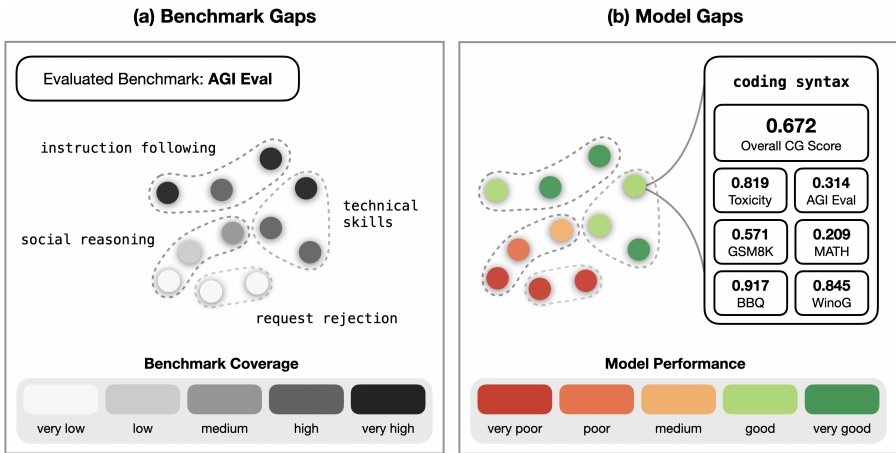 (a) Benchmark Gaps
Evaluated Benchmark: AGI Eval
instruction following
technical
skills
social reasoning
request rejection
Benchmark Coverage
very low
low
medium
high
very high
(b) Model Gaps
coding syntax
0.672
Overall CG Score
0.819
Toxicity
0.314
AGI Eval
0.571
GSM8K
0.209
MATH
0.917
BBQ
0.845
WinoG
Model Performance
very poor
poor
medium
good
very good